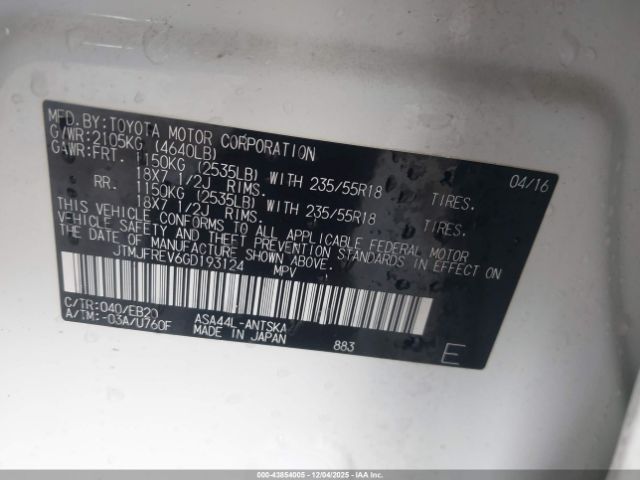 MFD.BY:TOYOTA MOTOR CORPORATION 04/16
GVWR:2105KG (4640LB)
GAWR:FRT. 1150KG (2535LB) WITH 235/55R18 TIRES.
18X7 1/2J RIMS.
RR. 1150KG (2535LB) WITH 235/55R18 TIRES.
18X7 1/2J RIMS.
THIS VEHICLE CONFORMS TO ALL APPLICABLE FEDERAL MOTOR
VEHICLE SAFETY AND THEFT PREVENTION STANDARDS IN EFFECT ON
THE DATE OF MANUFACTURE SHOWN ABOVE.
JTMJFREV6GD193124 MPV
C/TR:040/EB20 ASA44L-ANTSKA
A/TM:-03A/U760F MADE IN JAPAN 883 E
000-43854005 - 12/04/2025 - IAAI.COM